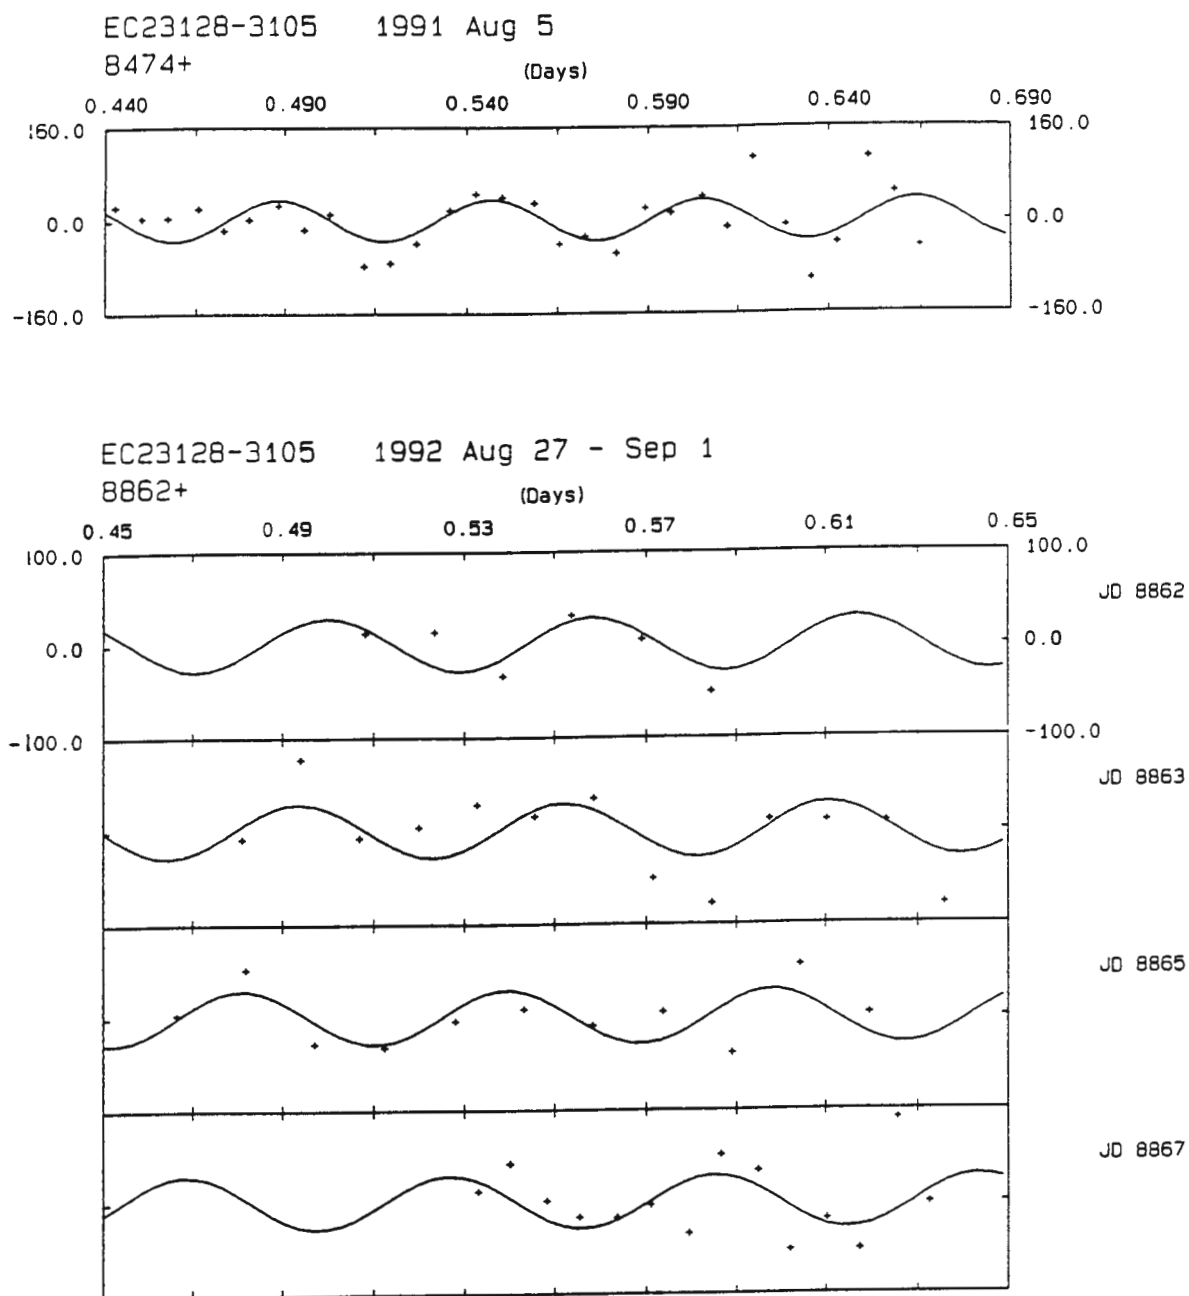 EC23128-3105 1991 Aug 5
8474+
(Days)
0.440 0.490 0.540 0.590 0.640 0.690
160.0 160.0
0.0 0.0
-160.0 -160.0
EC23128-3105 1992 Aug 27 - Sep 1
8862+
(Days)
0.45 0.49 0.53 0.57 0.61 0.65
100.0 100.0
JD 8862
0.0 0.0
-100.0 -100.0
JD 8863
JD 8865
JD 8867